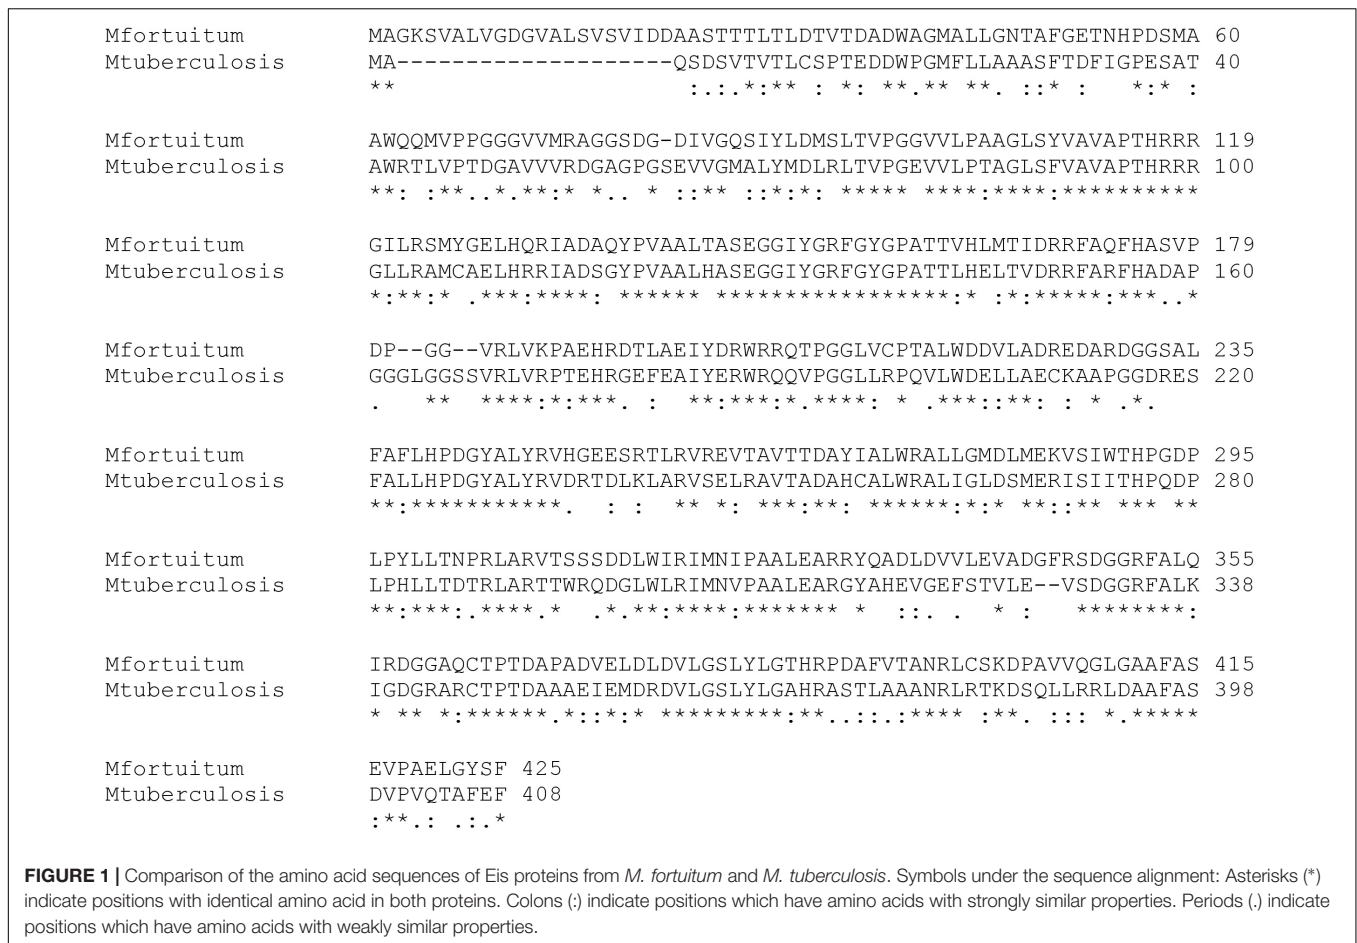 Mfortuitum MAGKSVALVGDGVALSVSVIDDAASTTTLTLDTVTDADWAGMALLGNTAFGETNHPDSMA 60
Mtuberculosis MA-------------------QSDSVTVTLCSPTEDDWPGMFLLAAASFTDFIGPESAT 40
** :.:.*:** : *: **.** **. ::* : *:* :
Mfortuitum AWQQMVPPGGGVVMRAGGSDG-DIVGQSIYLDMSLTVPGGVVLPAAGLSYVAVAPTHRRR 119
Mtuberculosis AWRTLVPTDGAVVVRDGAGPGSEVVGMALYMDLRLTVPGEVVLPTAGLSFVAVAPTHRRR 100
**: :**..*.**:* *.. * ::** ::*:*: ***** ****:****:**********
Mfortuitum GILRSMYGELHQRIADAQYPVAALTASEGGIYGRFGYGPATTVHLMTIDRRFAQFHASVP 179
Mtuberculosis GLLRAMCAELHRRIADSGYPVAALHASEGGIYGRFGYGPATTLHELTVDRRFARFHADAP 160
*:**:* .***:****: ****** *****************:* :*:*****:***..*
Mfortuitum DP--GG--VRLVKPAEHRDTLAEIYDRWRRQTPGGLVCPTALWDDVLADREDARDGGSAL 235
Mtuberculosis GGGLGGSSVRLVRPTEHRGEFEAIYERWRQQVPGGLLRPQVLWDELLAECKAAPGGDRES 220
. ** ****:*:***. : **:***:*.****: * .***::**: : * .*.
Mfortuitum FAFLHPDGYALYRVHGEESRTLRVREVTAVTTDAYIALWRALLGMDLMEKVSIWTHPGDP 295
Mtuberculosis FALLHPDGYALYRVDRTDLKLARVSELRAVTADAHCALWRALIGLDSMERISIITHPQDP 280
**:***********. : : ** *: ***:**: ******:*:* **::** *** **
Mfortuitum LPYLLTNPRLARVTSSSDDLWIRIMNIPAALEARRYQADLDVVLEVADGFRSDGGRFALQ 355
Mtuberculosis LPHLLTDTRLARTTWRQDGLWLRIMNVPAALEARGYAHEVGEFSTVLE--VSDGGRFALK 338
**:***:.****.* .*.**:****:******* * ::. . * : ********:
Mfortuitum IRDGGAQCTPTDAPADVELDLDVLGSLYLGTHRPDAFVTANRLCSKDPAVVQGLGAAFAS 415
Mtuberculosis IGDGRARCTPTDAAAEIEMDRDVLGSLYLGAHRASTLAAANRLRTKDSQLLRRLDAAFAS 398
* ** *:******.*::*:* *********:**..::.:**** :**. ::: *.*****
Mfortuitum EVPAELGYSF 425
Mtuberculosis DVPVQTAFEF 408
:**.: .:.*
FIGURE 1 | Comparison of the amino acid sequences of Eis proteins from M. fortuitum and M. tuberculosis. Symbols under the sequence alignment: Asterisks (*)
indicate positions with identical amino acid in both proteins. Colons (:) indicate positions which have amino acids with strongly similar properties. Periods (.) indicate
positions which have amino acids with weakly similar properties.